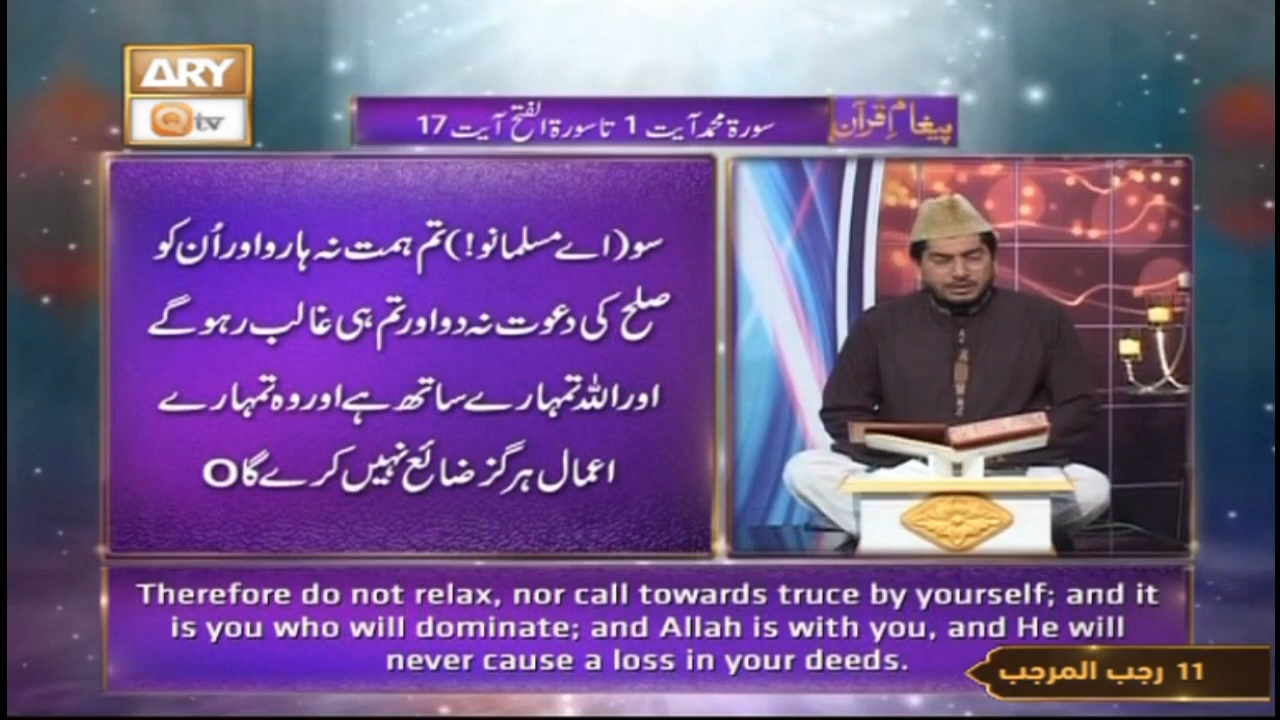 ARY
Qtv
پیغام قرآن
سورۃ محمد آیت 1 تا سورۃ الفتح آیت 17
سو (اے مسلمانو!) تم ہمت نہ ہارو اور اُن کو
صلح کی دعوت نہ دو اور تم ہی غالب رہو گے
اور اللہ تمہارے ساتھ ہے اور وہ تمہارے
اعمال ہرگز ضائع نہیں کرے گا O
Therefore do not relax, nor call towards truce by yourself; and it
is you who will dominate; and Allah is with you, and He will
never cause a loss in your deeds.
11 رجب المرجب